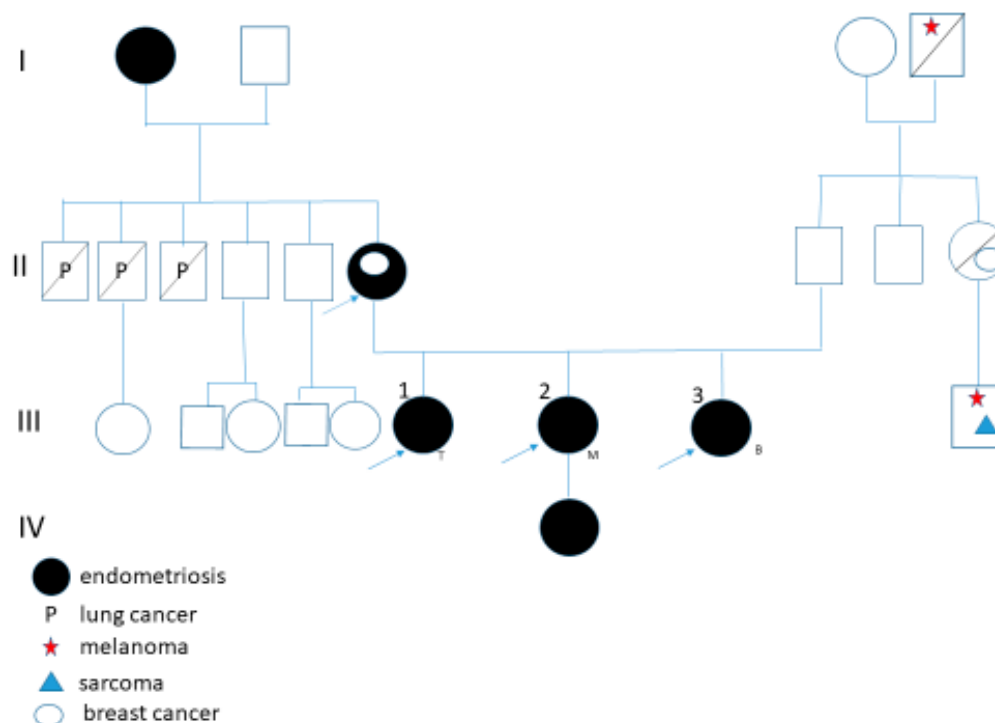 I
II
P P P
1 2 3
III
T M B
IV
endometriosis
P lung cancer
melanoma
sarcoma
breast cancer